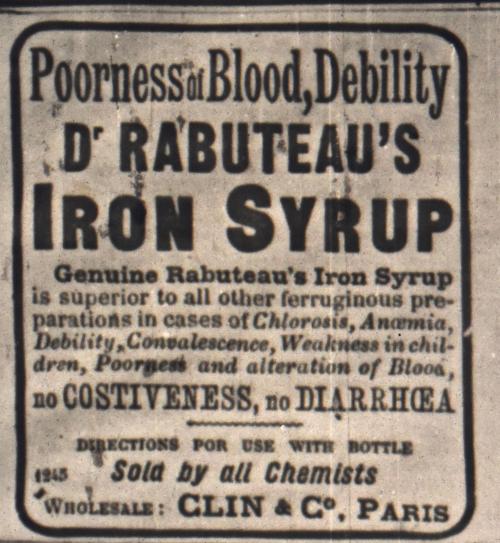 Poorness of Blood, Debility
Dr RABUTEAU'S
IRON SYRUP
Genuine Rabuteau's Iron Syrup
is superior to all other ferruginous pre-
parations in cases of Chlorosis, Anœmia,
Debility, Convalescence, Weakness in chil-
dren, Poorness and alteration of Blood,
no COSTIVENESS, no DIARRHŒA
DIRECTIONS FOR USE WITH BOTTLE
1245 Sold by all Chemists
WHOLESALE: CLIN & Co. PARIS